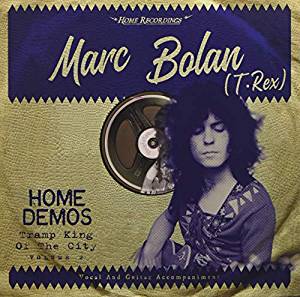 Home Recordings
Marc Bolan
(T·Rex)
HOME
DEMOS
Tramp King
Of The City
VOLUME 2
Vocal And Guitar Accompaniment